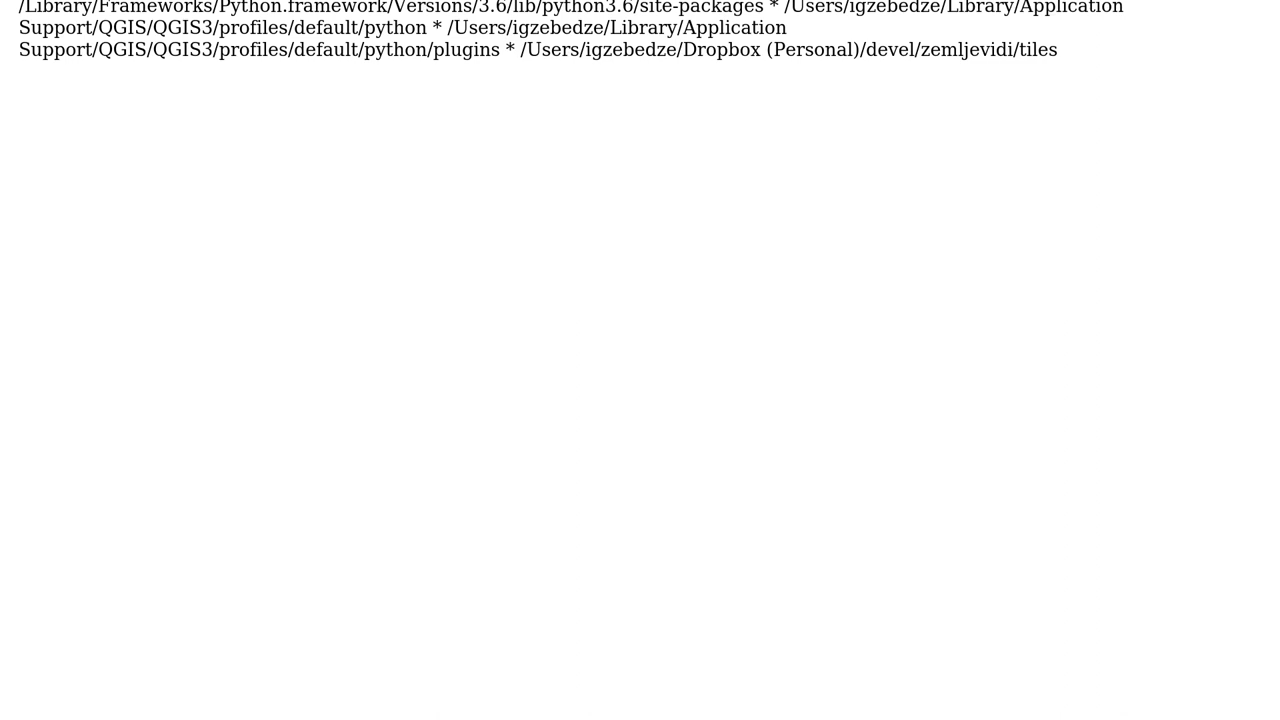 /Library/Frameworks/Python.framework/Versions/3.6/lib/python3.6/site-packages * /Users/igzebedze/Library/Application
Support/QGIS/QGIS3/profiles/default/python * /Users/igzebedze/Library/Application
Support/QGIS/QGIS3/profiles/default/python/plugins * /Users/igzebedze/Dropbox (Personal)/devel/zemljevidi/tiles